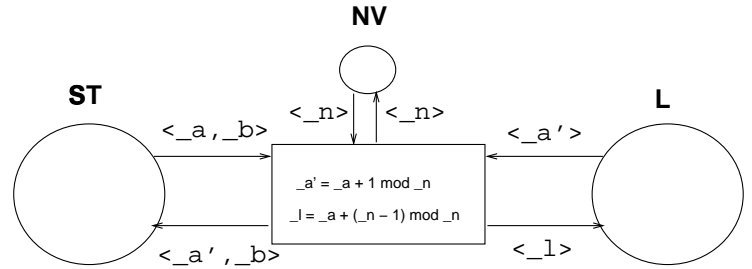 NV
ST
L
<_n> <_n>
<_a,_b>
<_a'>
_a' = _a + 1 mod _n
_l = _a + (_n − 1) mod _n
<_a',_b>
<_l>